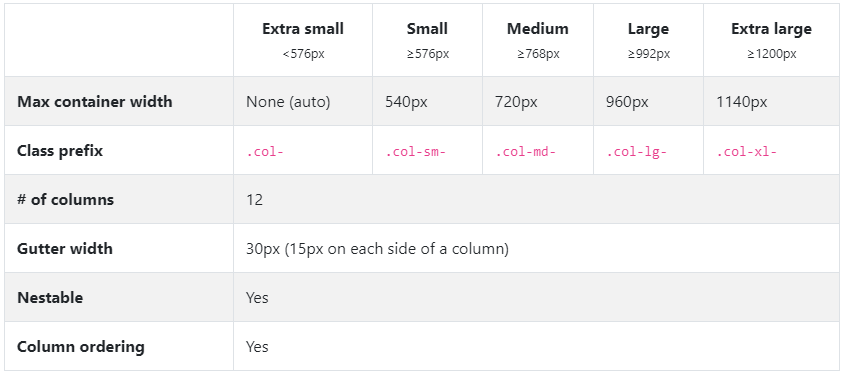 Extra small Small Medium Large Extra large
<576px ≥576px ≥768px ≥992px ≥1200px
Max container width None (auto) 540px 720px 960px 1140px
Class prefix .col- .col-sm- .col-md- .col-lg- .col-xl-
# of columns 12
Gutter width 30px (15px on each side of a column)
Nestable Yes
Column ordering Yes